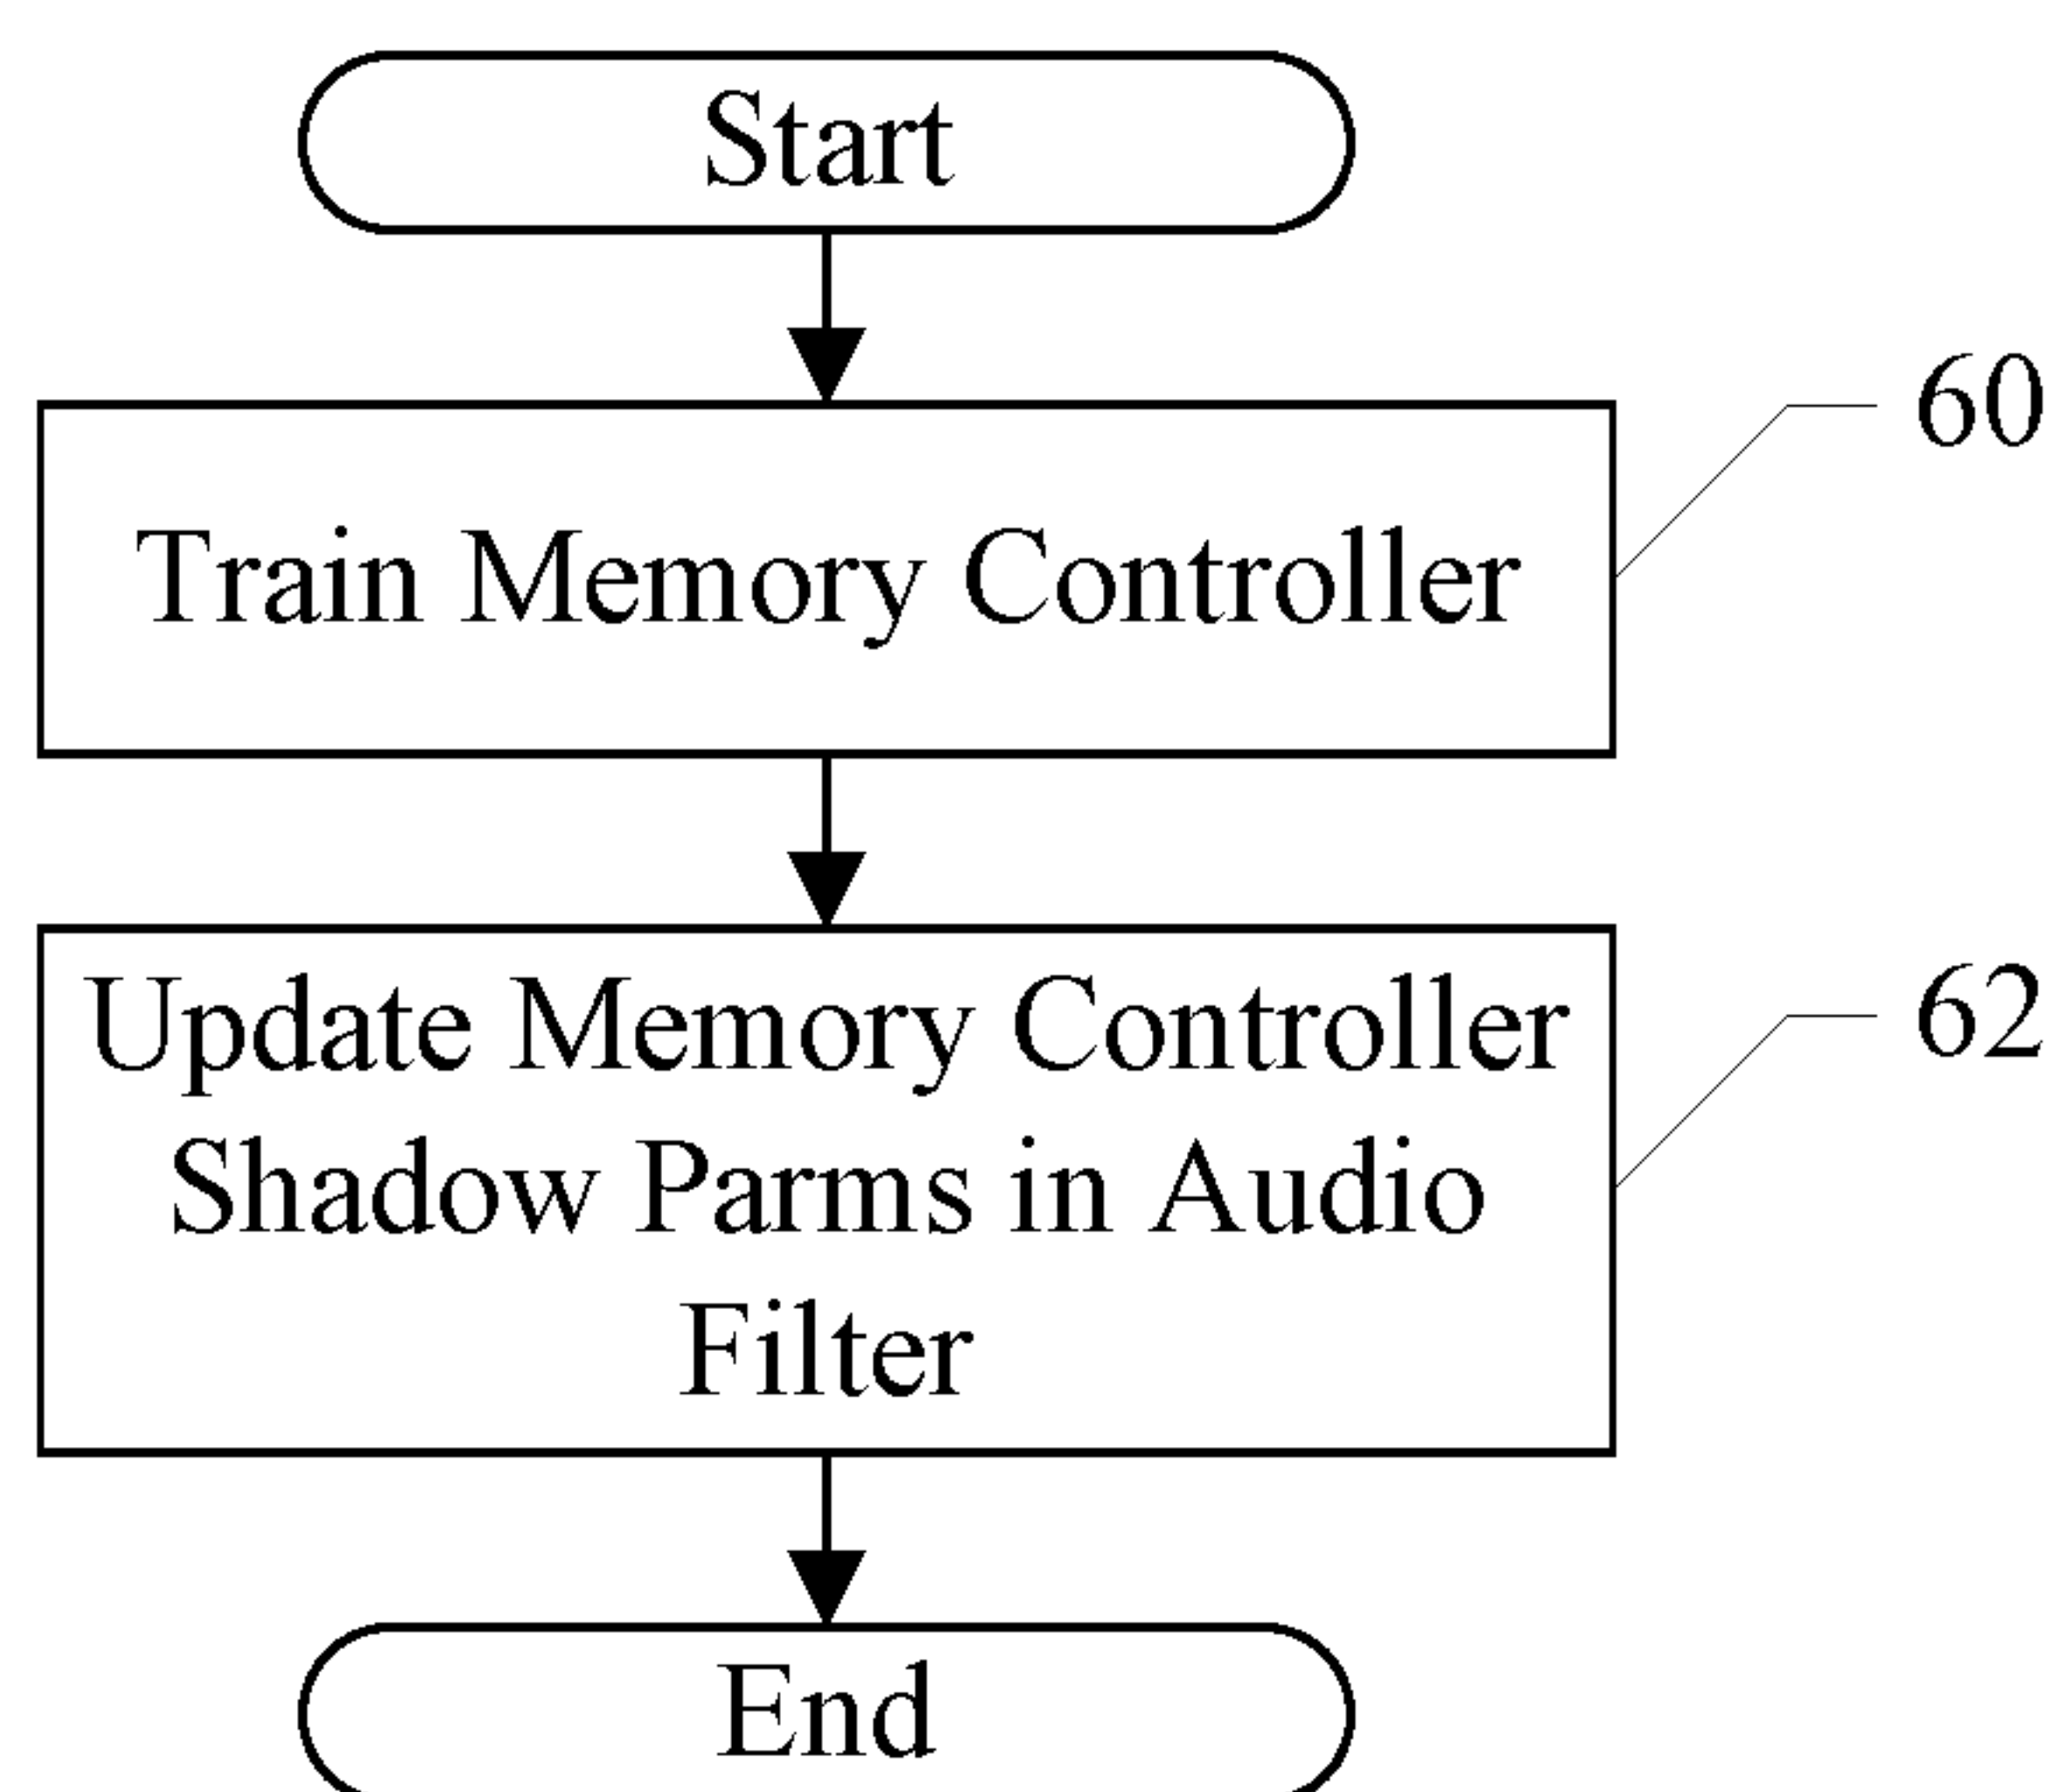 Start
60
Train Memory Controller
62
Update Memory Controller
Shadow Parms in Audio
Filter
End